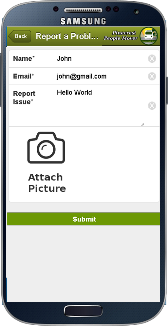 SAMSUNG
Back
Report a Probl...
Name*
John
Email*
john@gmail.com
Report
Issue*
Hello World
Attach
Picture
Submit